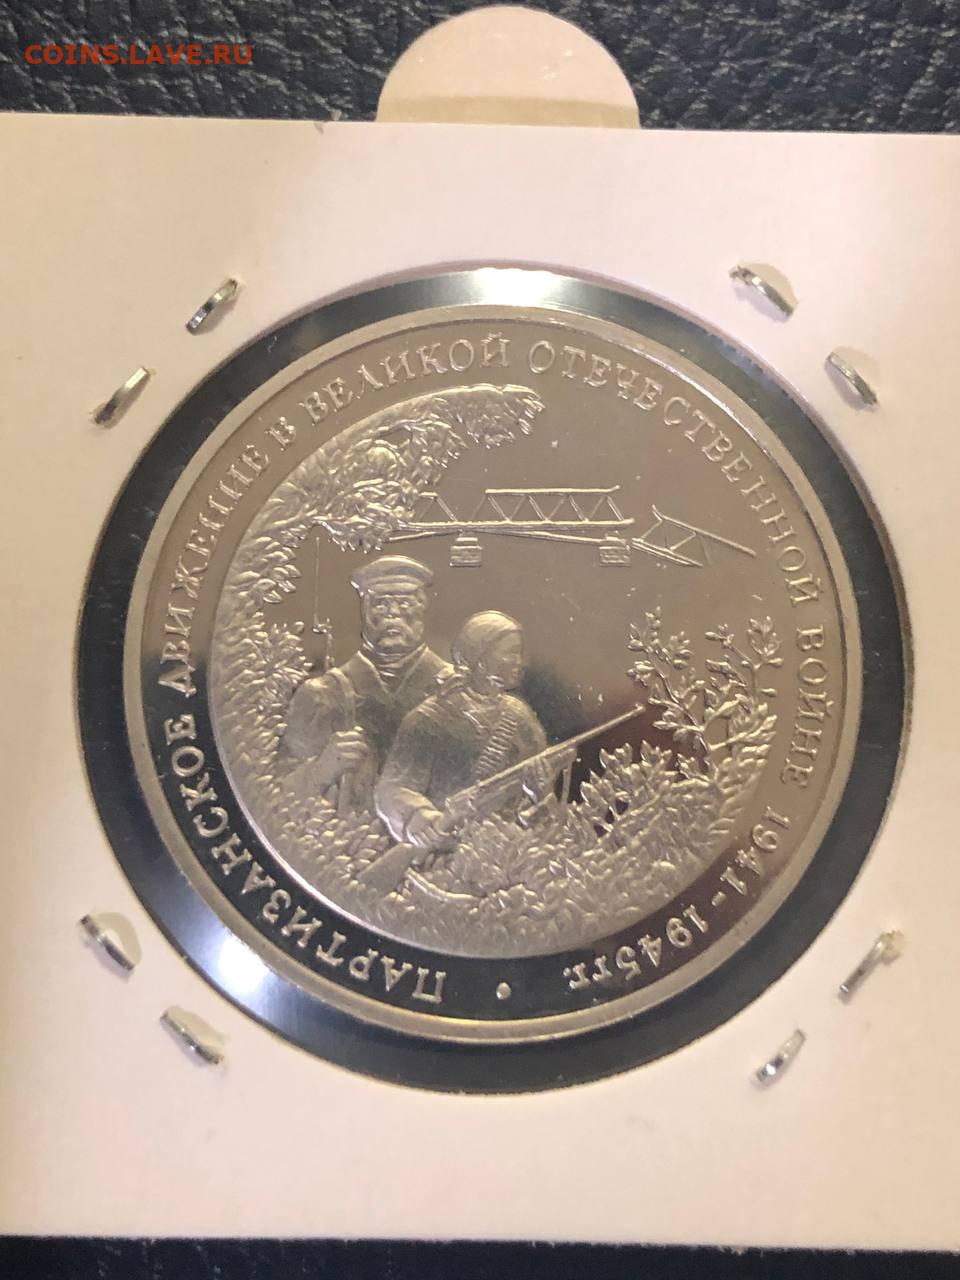 COINS.LAVE.RU
ПАРТИЗАНСКОЕ ДВИЖЕНИЕ В ВЕЛИКОЙ ОТЕЧЕСТВЕННОЙ ВОЙНЕ 1941-1945гг. •